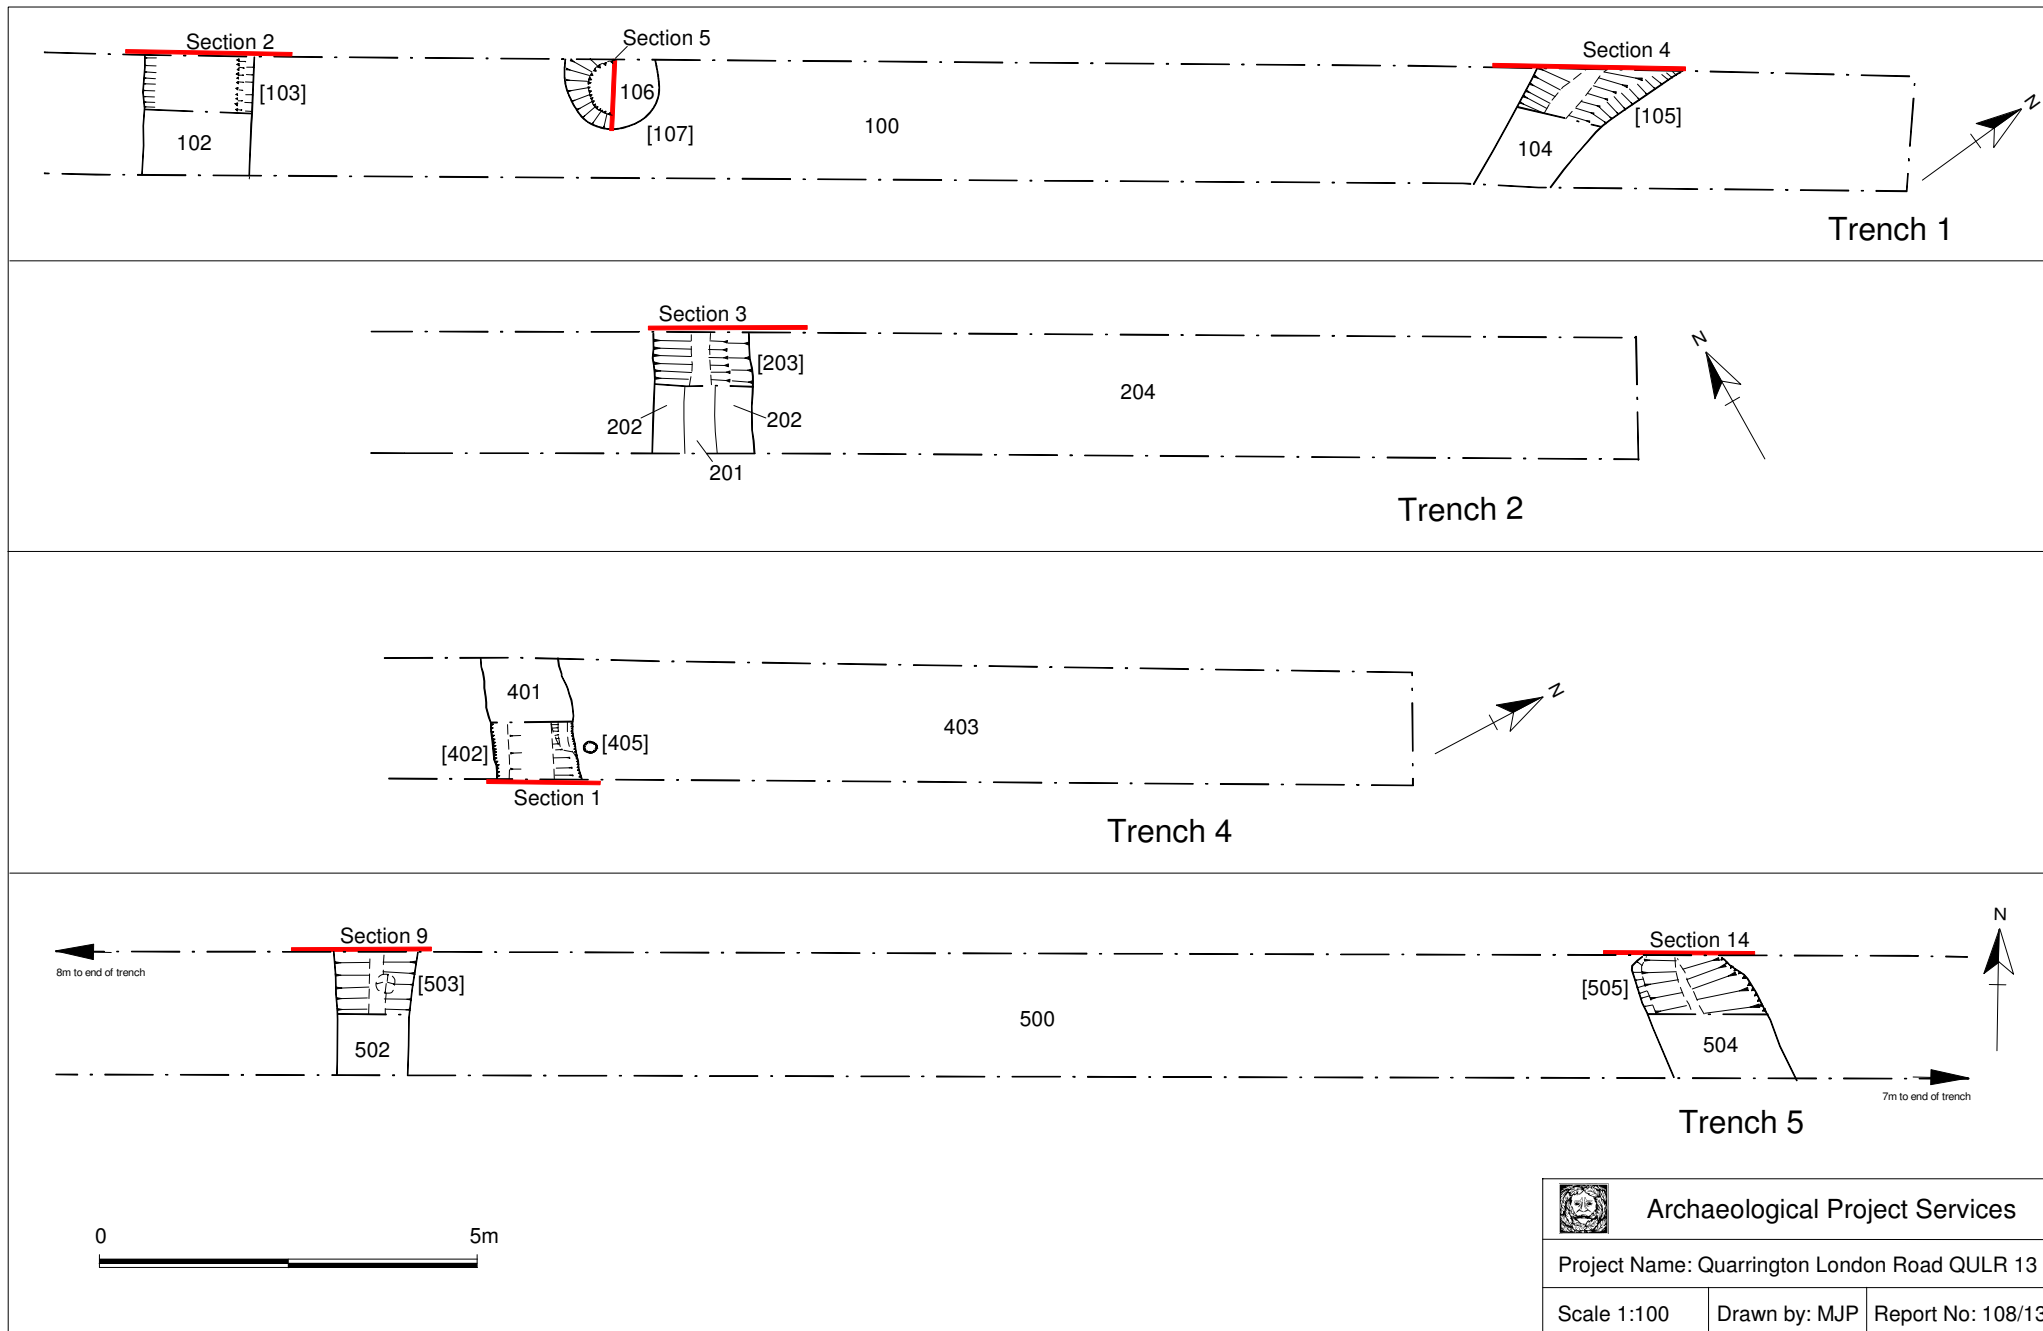 Section 2
Section 5
Section 4
[103]
106
[107]
100
[105]
102
104
N
Trench 1
Section 3
[203]
N
202
202
204
201
Trench 2
401
[402]
[405]
403
N
Section 1
Trench 4
Section 9
Section 14
N
8m to end of trench
[503]
[505]
500
502
504
7m to end of trench
Trench 5
0
5m
Archaeological Project Services
Project Name: Quarrington London Road QULR 13
Scale 1:100
Drawn by: MJP
Report No: 108/13